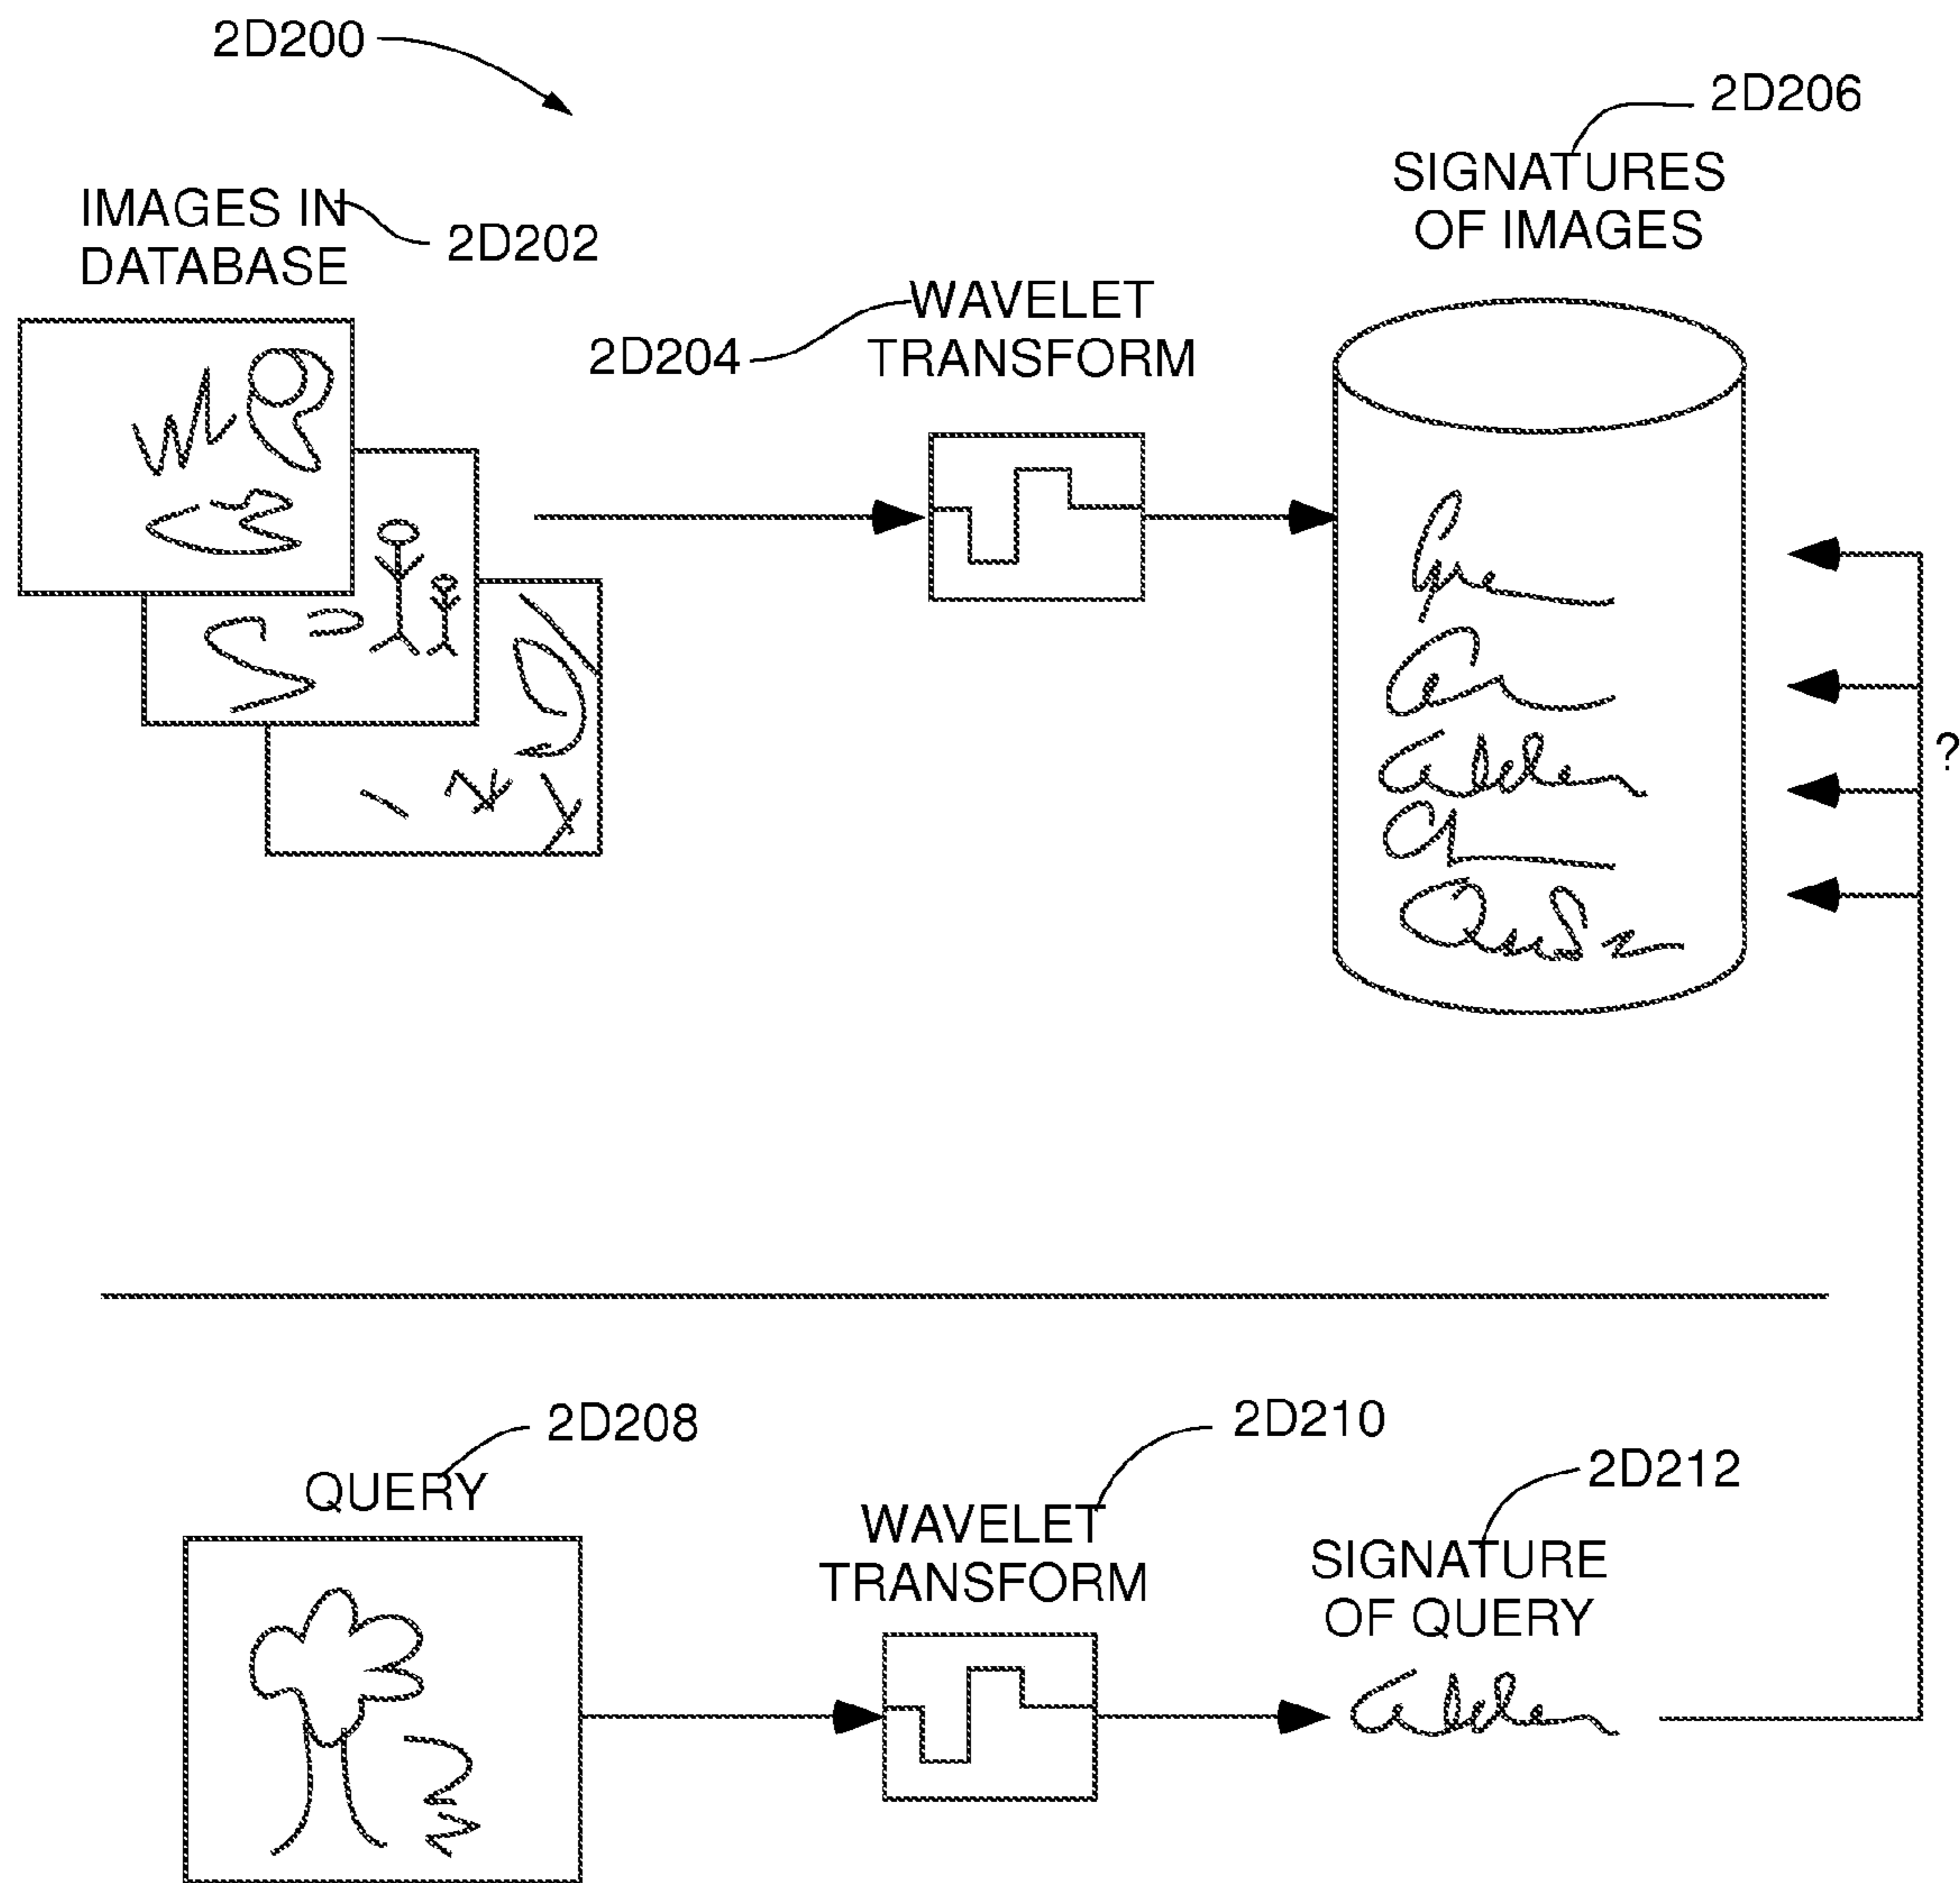 2D200
2D206
SIGNATURES
OF IMAGES
IMAGES IN
DATABASE
2D202
WAVELET
TRANSFORM
2D204
?
2D208
QUERY
2D210
WAVELET
TRANSFORM
2D212
SIGNATURE
OF QUERY